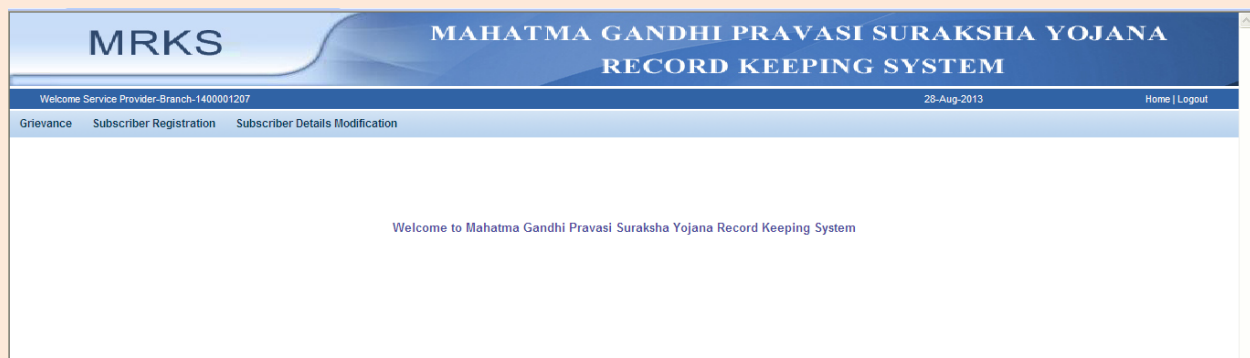 MRKS
MAHATMA GANDHI PRAVASI SURAKSHA YOJANA
RECORD KEEPING SYSTEM
Welcome Service Provider-Branch-1400001207 28-Aug-2013 Home | Logout
Grievance Subscriber Registration Subscriber Details Modification
Welcome to Mahatma Gandhi Pravasi Suraksha Yojana Record Keeping System